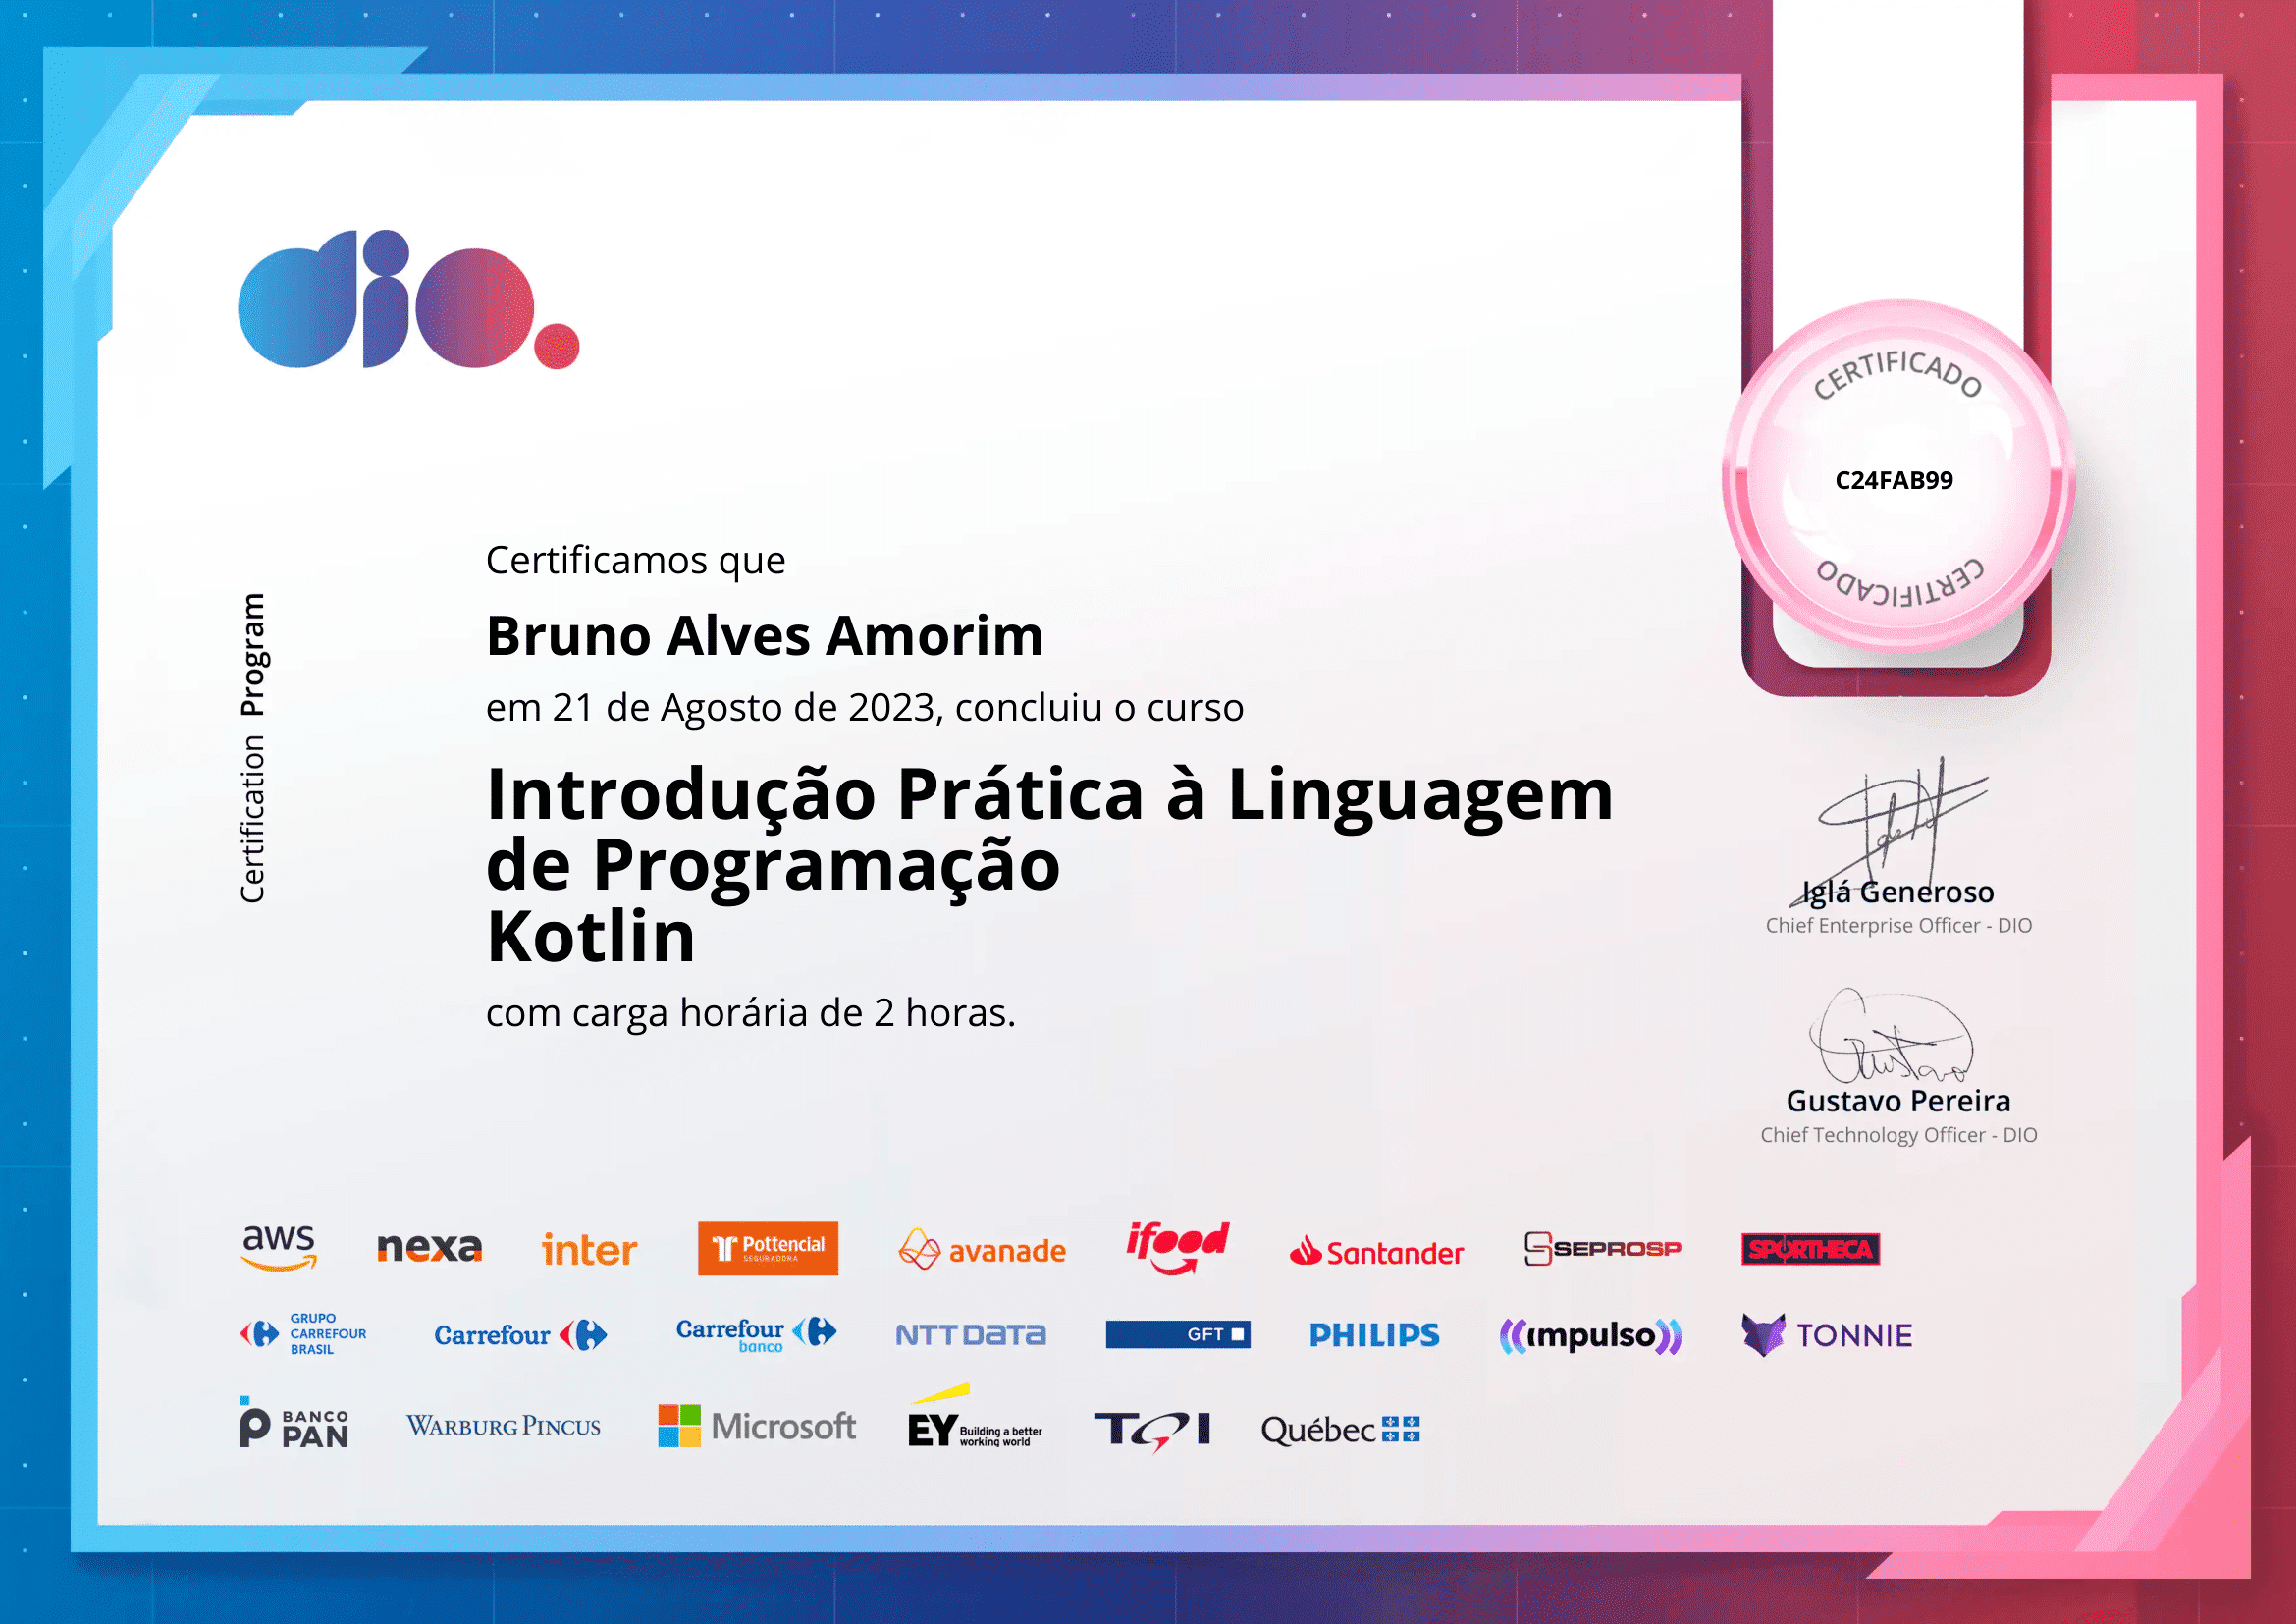 dio.
CERTIFICADO
C24FAB99
CERTIFICADO
Certification Program
Certificamos que
Bruno Alves Amorim
em 21 de Agosto de 2023, concluiu o curso
Introdução Prática à Linguagem
de Programação
Kotlin
com carga horária de 2 horas.
Iglá Generoso
Chief Enterprise Officer - DIO
Gustavo
Gustavo Pereira
Chief Technology Officer - DIO
aws nexa inter Pottencial SEGURADORA avanade ifood Santander SEPROSP SPORTHECA
GRUPO CARREFOUR BRASIL Carrefour Carrefour banco NTT DATA GFT PHILIPS impulso TONNIE
BANCO PAN WARBURG PINCUS Microsoft EY Building a better working world TQI Québec